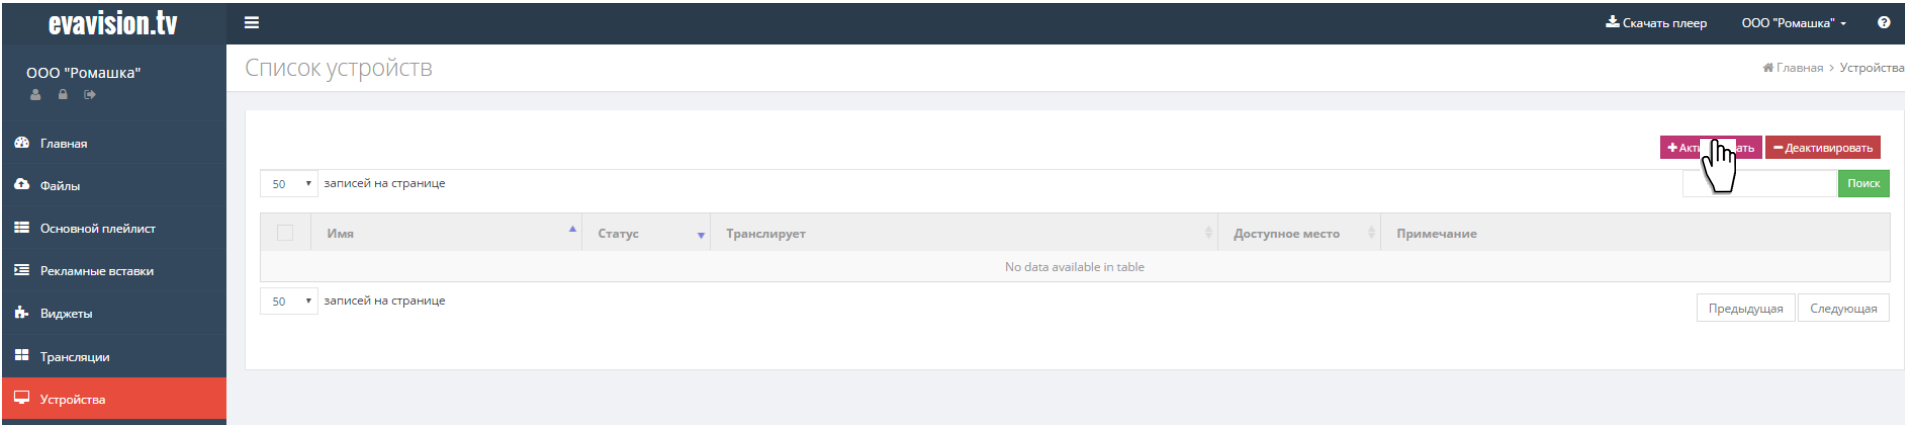 evavision.tv
Скачать плеер ООО "Ромашка"
ООО "Ромашка"
Список устройств
Главная > Устройства
Главная
Файлы
Основной плейлист
Рекламные вставки
Виджеты
Трансляции
Устройства
Деактивировать
50 записей на странице
Поиск
Имя Статус Транслирует Доступное место Примечание
No data available in table
50 записей на странице
Предыдущая Следующая